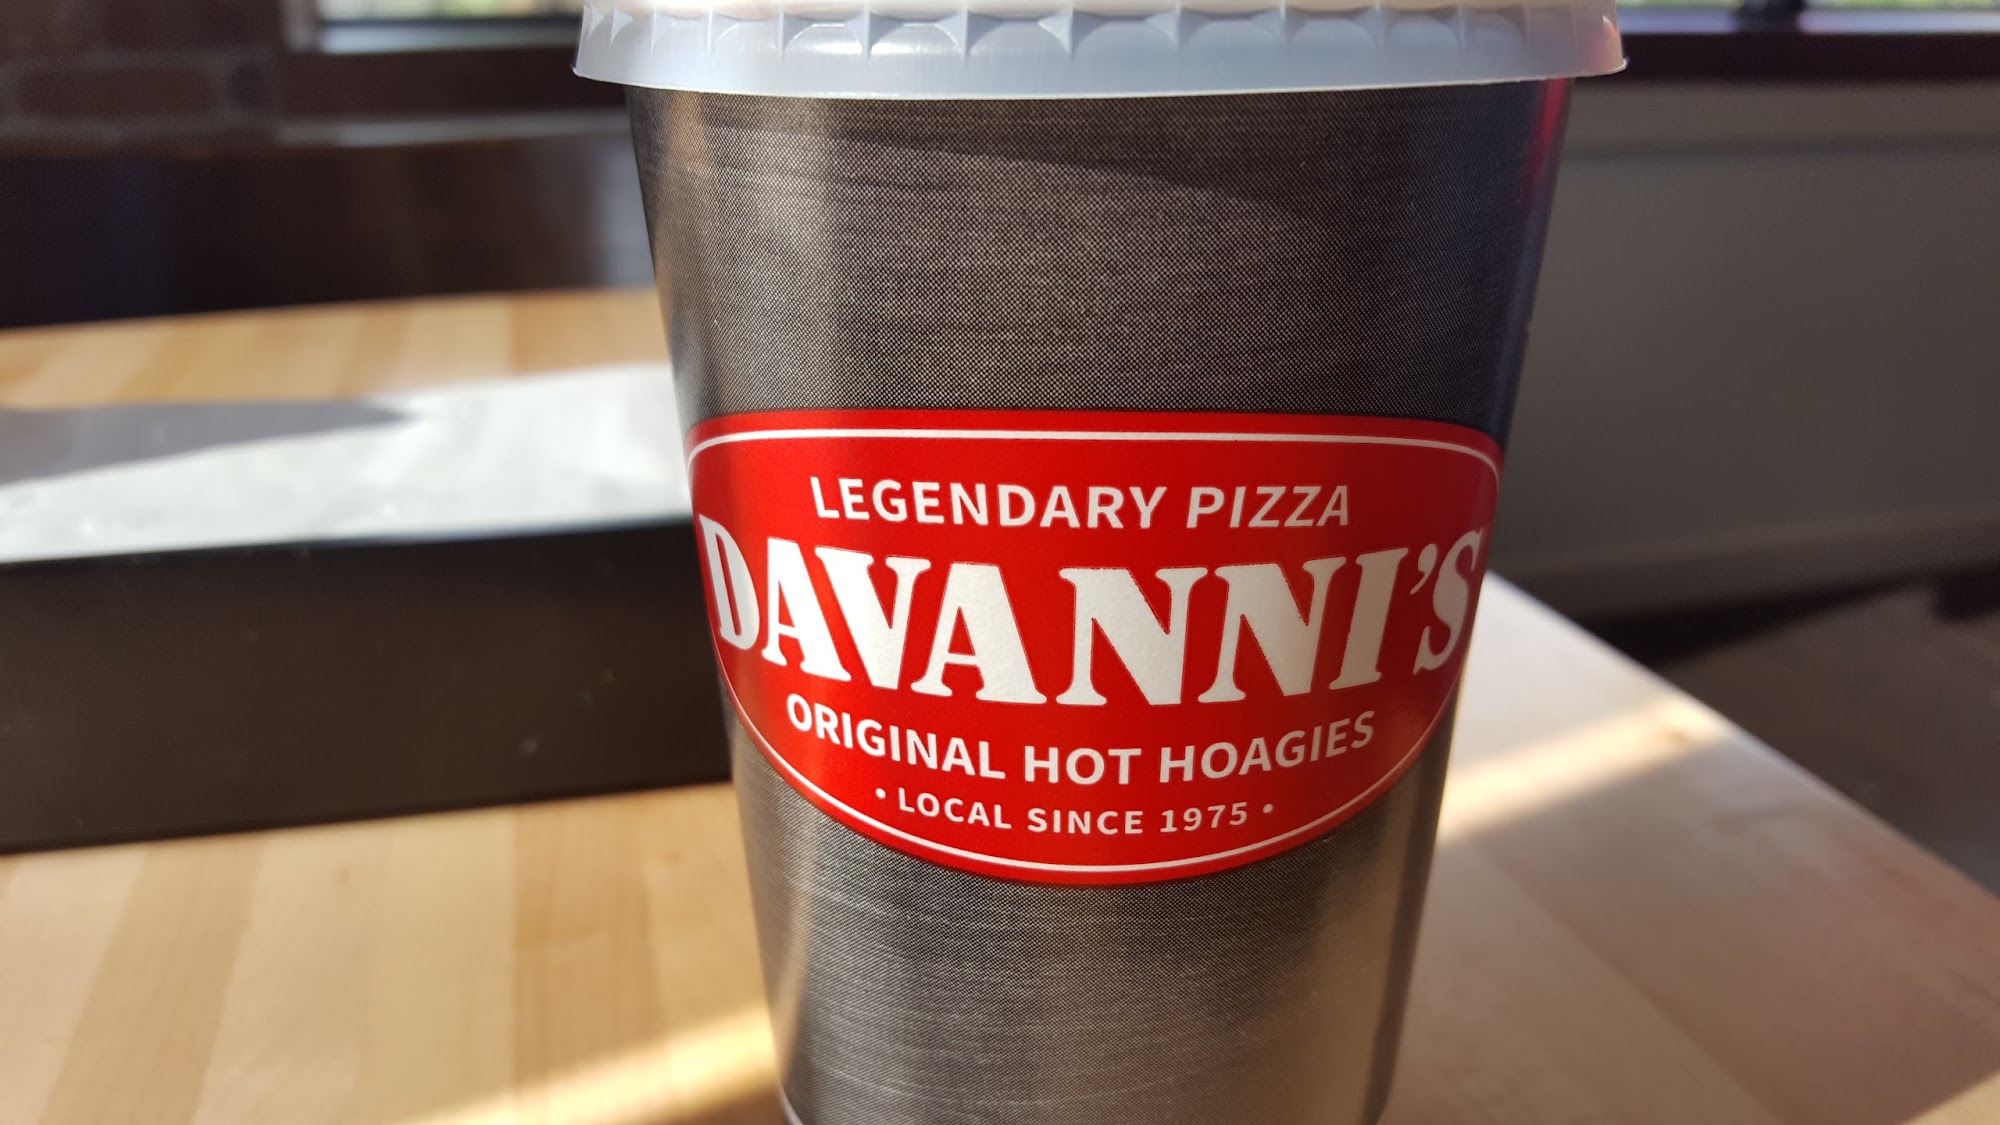 LEGENDARY PIZZA
DAVANNI'S
ORIGINAL HOT HOAGIES
• LOCAL SINCE 1975 •